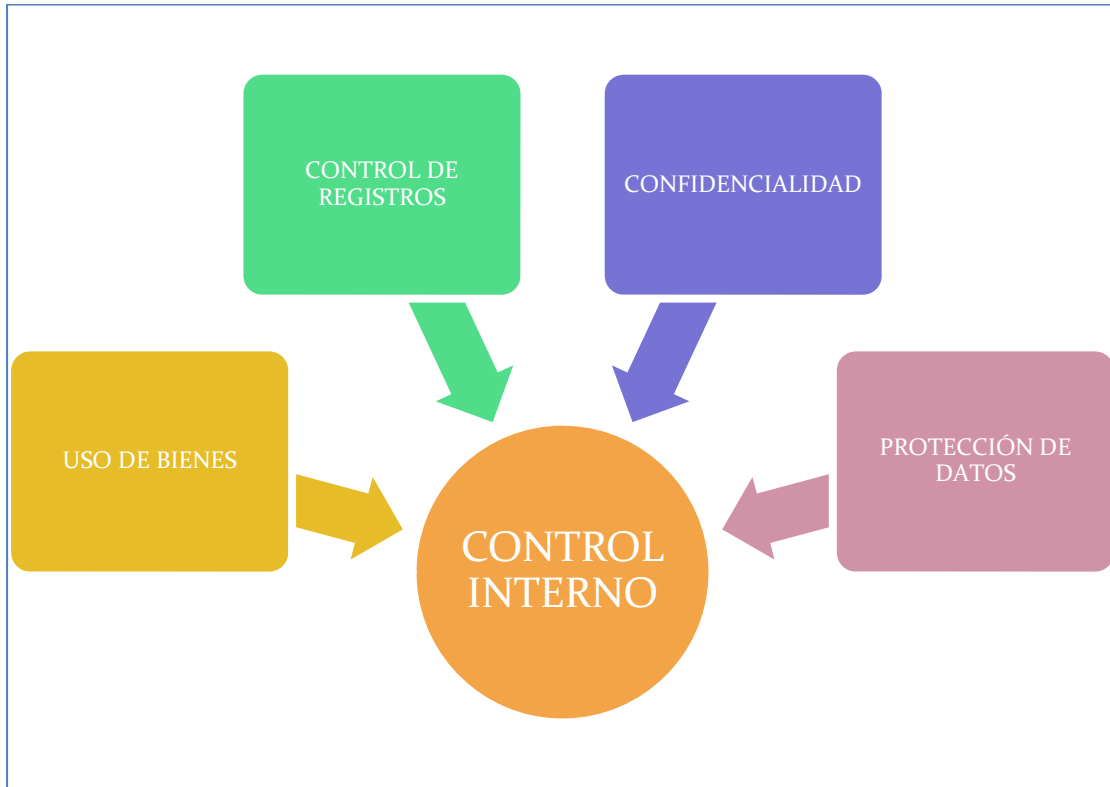 CONTROL DE
REGISTROS
CONFIDENCIALIDAD
USO DE BIENES
PROTECCIÓN DE
DATOS
CONTROL
INTERNO